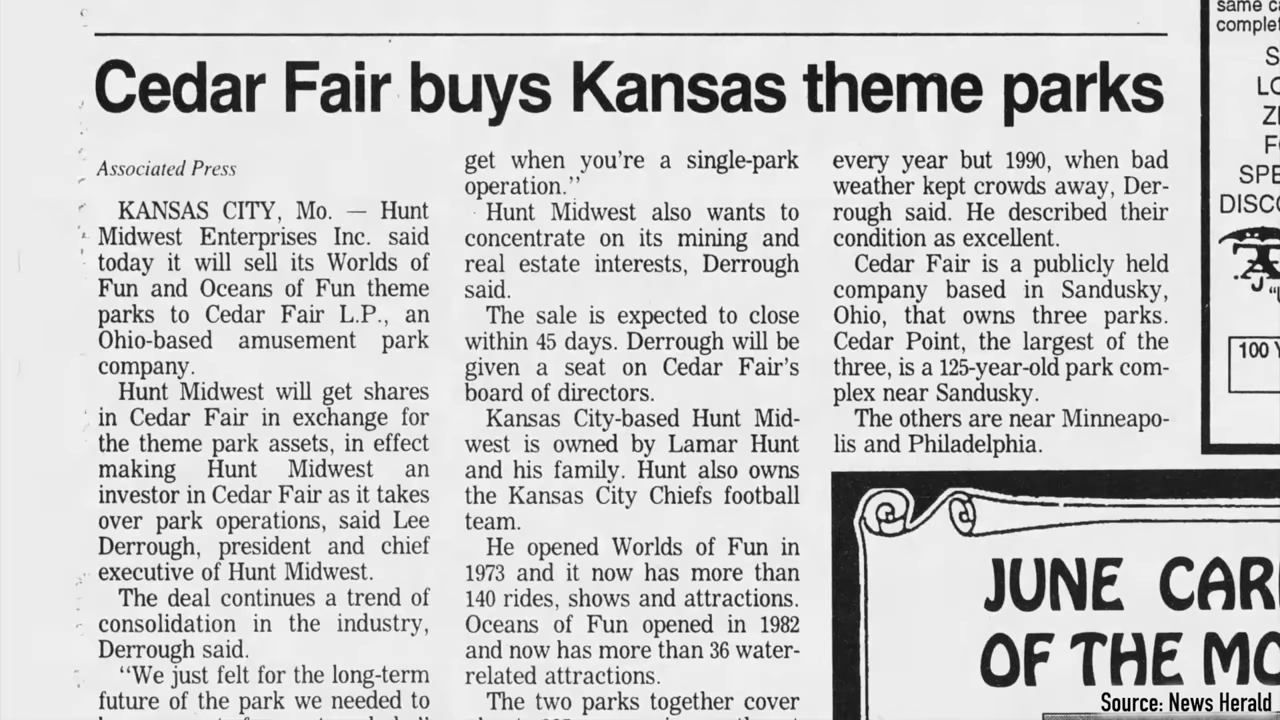 Cedar Fair buys Kansas theme parks
Associated Press
KANSAS CITY, Mo. — Hunt
Midwest Enterprises Inc. said
today it will sell its Worlds of
Fun and Oceans of Fun theme
parks to Cedar Fair L.P., an
Ohio-based amusement park
company.
Hunt Midwest will get shares
in Cedar Fair in exchange for
the theme park assets, in effect
making Hunt Midwest an
investor in Cedar Fair as it takes
over park operations, said Lee
Derrough, president and chief
executive of Hunt Midwest.
The deal continues a trend of
consolidation in the industry,
Derrough said.
“We just felt for the long-term
future of the park we needed to
get when you’re a single-park
operation.”
Hunt Midwest also wants to
concentrate on its mining and
real estate interests, Derrough
said.
The sale is expected to close
within 45 days. Derrough will be
given a seat on Cedar Fair’s
board of directors.
Kansas City-based Hunt Mid-
west is owned by Lamar Hunt
and his family. Hunt also owns
the Kansas City Chiefs football
team.
He opened Worlds of Fun in
1973 and it now has more than
140 rides, shows and attractions.
Oceans of Fun opened in 1982
and now has more than 36 water-
related attractions.
The two parks together cover
every year but 1990, when bad
weather kept crowds away, Der-
rough said. He described their
condition as excellent.
Cedar Fair is a publicly held
company based in Sandusky,
Ohio, that owns three parks.
Cedar Point, the largest of the
three, is a 125-year-old park com-
plex near Sandusky.
The others are near Minneapo-
lis and Philadelphia.
same
100
JUNE
OF THE
Source: News Herald